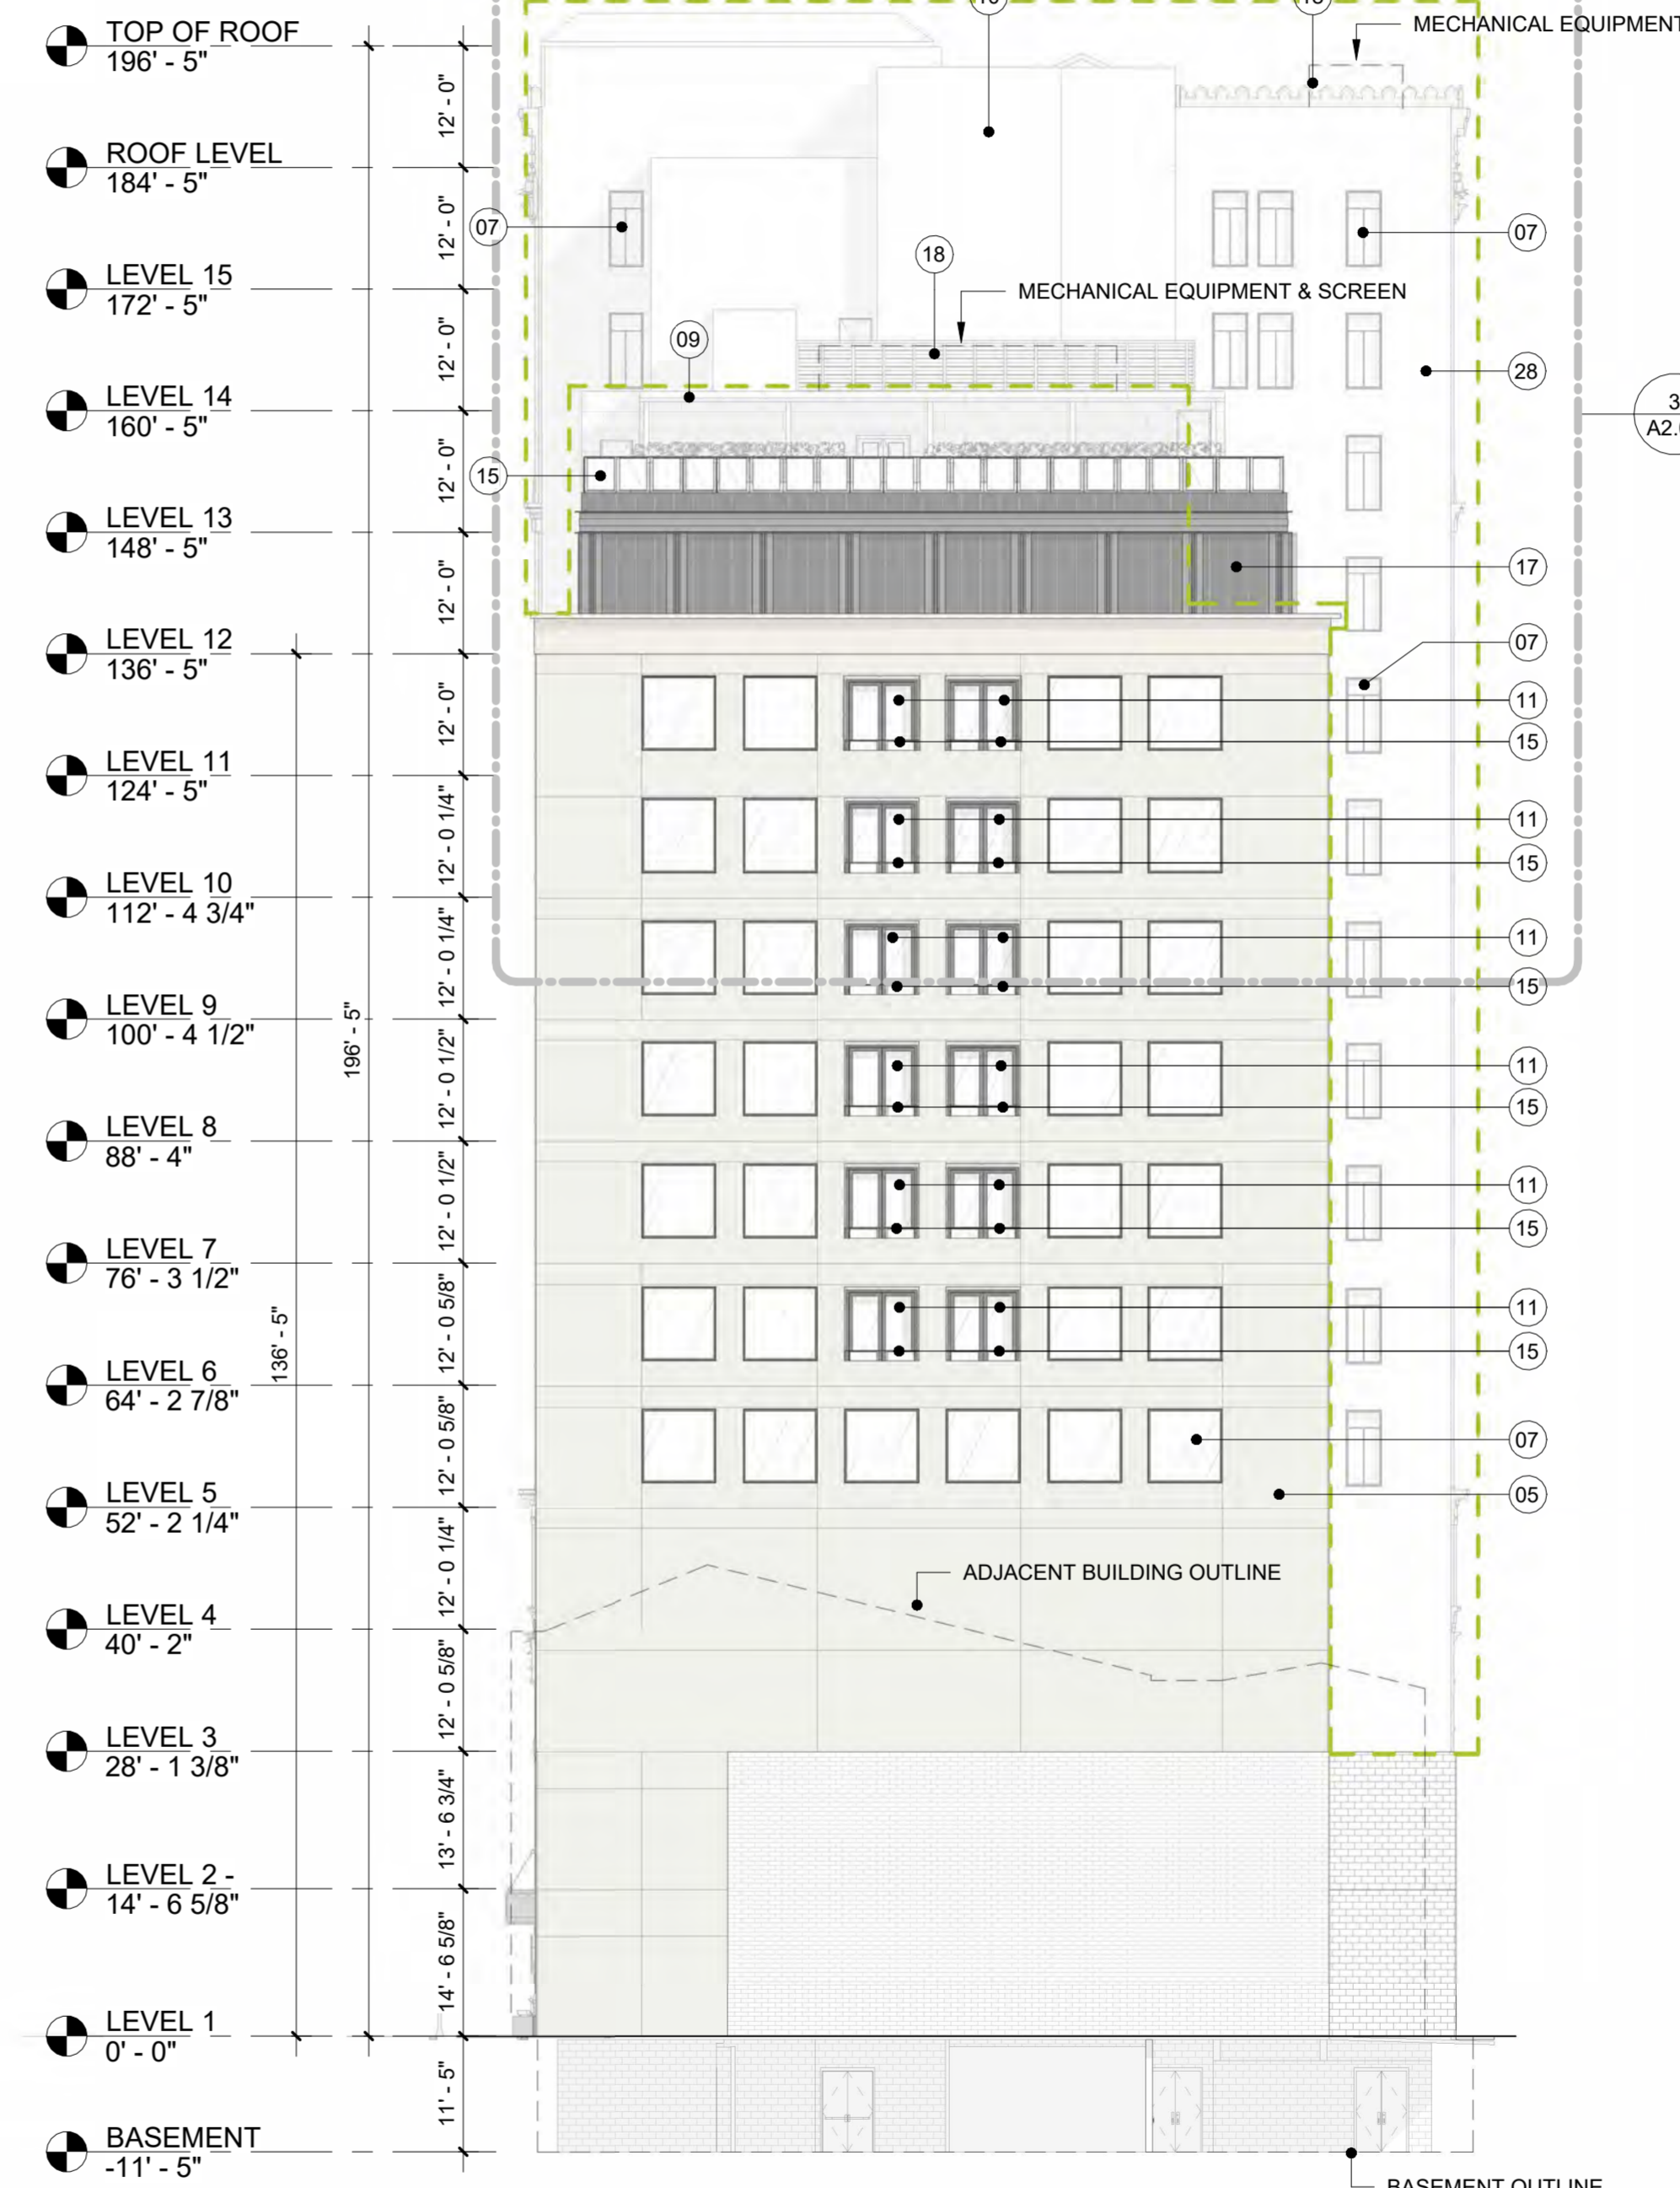 TOP OF ROOF
196' - 5"
ROOF LEVEL
184' - 5"
LEVEL 15
172' - 5"
LEVEL 14
160' - 5"
LEVEL 13
148' - 5"
LEVEL 12
136' - 5"
LEVEL 11
124' - 5"
LEVEL 10
112' - 4 3/4"
LEVEL 9
100' - 4 1/2"
LEVEL 8
88' - 4"
LEVEL 7
76' - 3 1/2"
LEVEL 6
64' - 2 7/8"
LEVEL 5
52' - 2 1/4"
LEVEL 4
40' - 2"
LEVEL 3
28' - 1 3/8"
LEVEL 2 -
14' - 6 5/8"
LEVEL 1
0' - 0"
BASEMENT
-11' - 5"
136' - 5"
196' - 5"
12' - 0"
12' - 0"
12' - 0"
12' - 0"
12' - 0"
12' - 0"
12' - 0 1/4"
12' - 0 1/4"
12' - 0 1/2"
12' - 0 1/2"
12' - 0 5/8"
12' - 0 5/8"
12' - 0 1/4"
12' - 0 5/8"
13' - 6 3/4"
14' - 6 5/8"
11' - 5"
MECHANICAL EQUIPMENT
07
07
18
MECHANICAL EQUIPMENT & SCREEN
09
28
3
15
17
07
11
15
11
15
11
15
11
15
11
15
11
15
07
05
ADJACENT BUILDING OUTLINE
BASEMENT OUTLINE